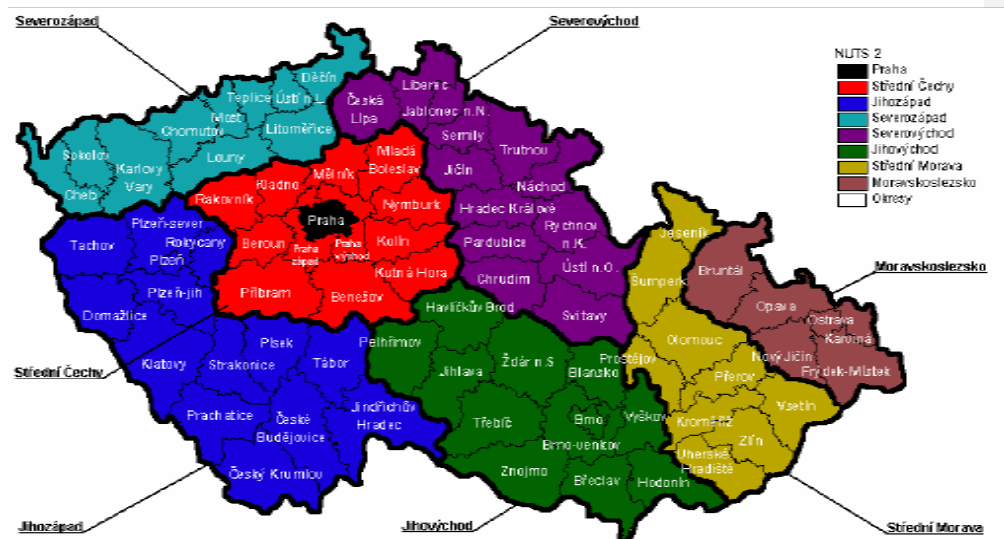 Severozápad
Severovýchod
NUTS 2
Praha
Střední Čechy
Jihozápad
Severozápad
Severovýchod
Jihovýchod
Střední Morava
Moravskoslezsko
Okresy
Děčín
Teplice
Ústí n.L.
Most
Chomutov
Litoměřice
Louny
Sokolov
Karlovy
Vary
Cheb
Česká
Lípa
Liberec
Jablonec n.N.
Semily
Trutnov
Jičín
Náchod
Hradec Králové
Rychnov
n.K.
Pardubice
Ústí n.O.
Chrudim
Svitavy
Mladá
Boleslav
Mělník
Kladno
Rakovník
Nymburk
Praha
Beroun
Praha
západ
Praha
východ
Kolín
Kutná Hora
Příbram
Benešov
Plzeň-sever
Tachov
Rokycany
Plzeň
Plzeň-jih
Domažlice
Klatovy
Písek
Strakonice
Tábor
Prachatice
České
Budějovice
Jindřichův
Hradec
Český Krumlov
Havlíčkův Brod
Pelhřimov
Jihlava
Žďár n.S
Blansko
Třebíč
Brno
Vyškov
Brno-venkov
Znojmo
Břeclav
Hodonín
Jeseník
Šumperk
Olomouc
Prostějov
Přerov
Kroměříž
Vsetín
Zlín
Uherské
Hradiště
Bruntál
Opava
Ostrava
Karviná
Nový Jičín
Frýdek-Místek
Moravskoslezsko
Střední Čechy
Jihozápad
Jihovýchod
Střední Morava